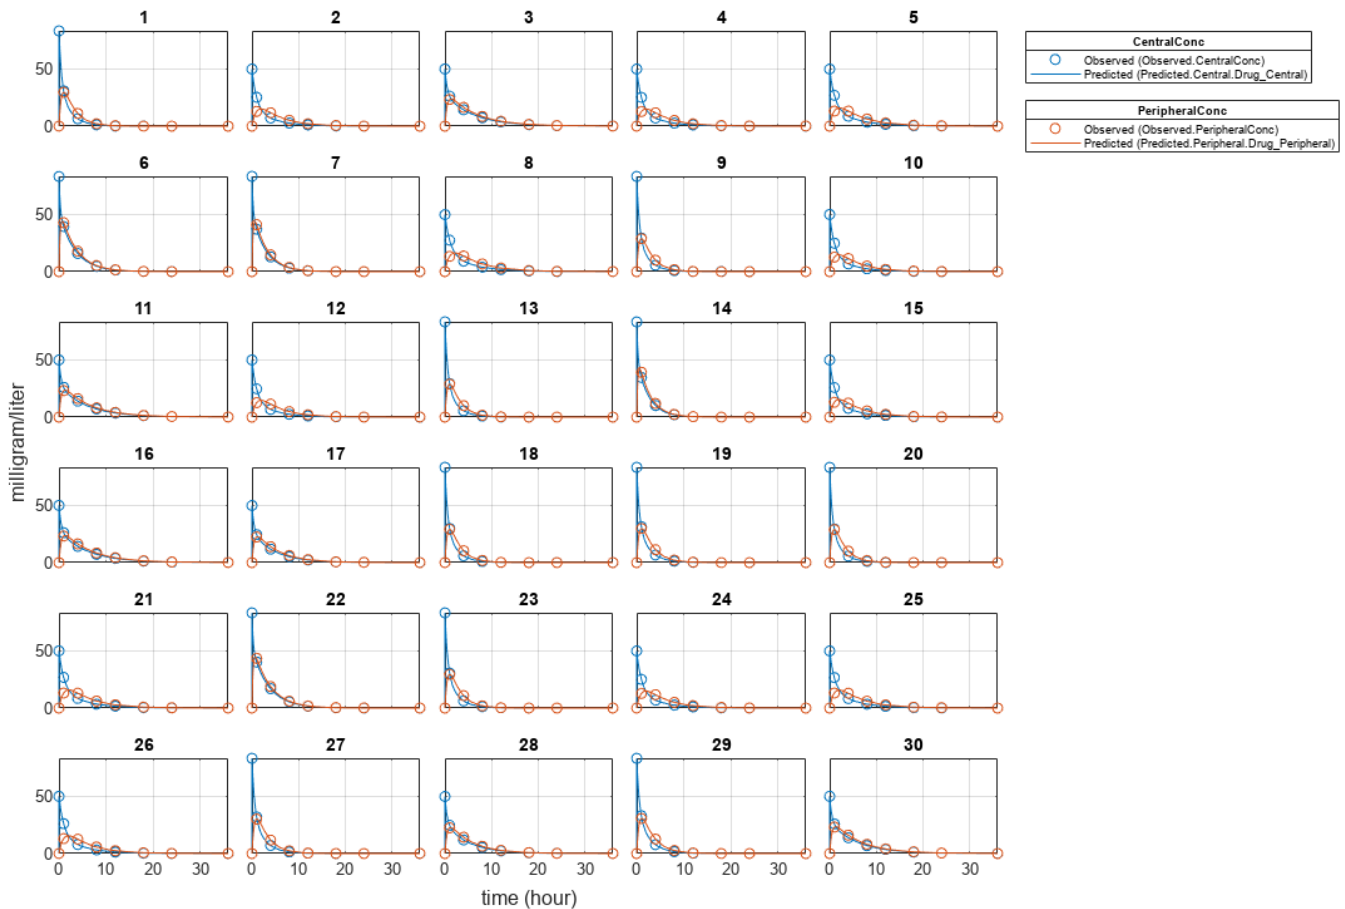 1 2 3 4 5
CentralConc
Observed (Observed.CentralConc)
Predicted (Predicted.Central.Drug_Central)
PeripheralConc
Observed (Observed.PeripheralConc)
Predicted (Predicted.Peripheral.Drug_Peripheral)
50
0
6 7 8 9 10
50
0
11 12 13 14 15
50
0
milligram/liter
16 17 18 19 20
50
0
21 22 23 24 25
50
0
26 27 28 29 30
50
0
0 10 20 30 0 10 20 30 0 10 20 30 0 10 20 30 0 10 20 30
time (hour)